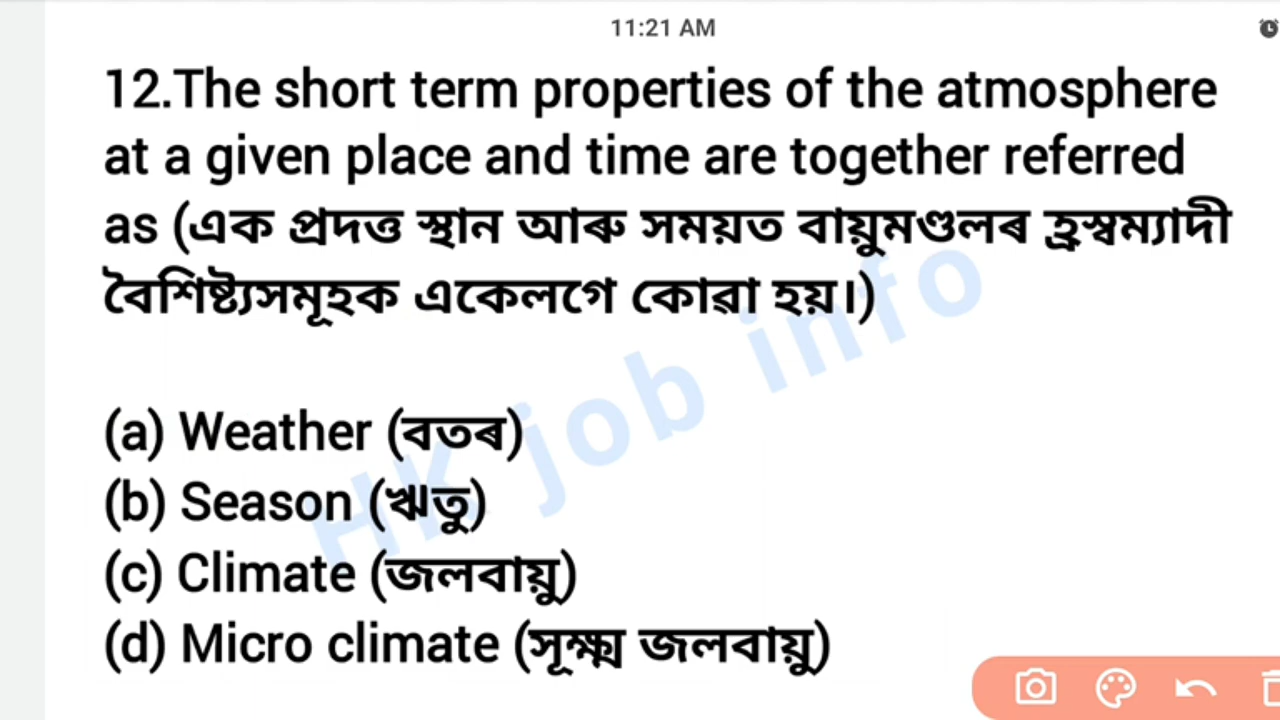 11:21 AM
12.The short term properties of the atmosphere
at a given place and time are together referred
as (এক প্ৰদত্ত স্থান আৰু সময়ত বায়ুমণ্ডলৰ হ্ৰস্বম্যাদী
বৈশিষ্ট্যসমূহক একেলগে কোৱা হয়।)
HK job info
(a) Weather (বতৰ)
(b) Season (ঋতু)
(c) Climate (জলবায়ু)
(d) Micro climate (সূক্ষ্ম জলবায়ু)